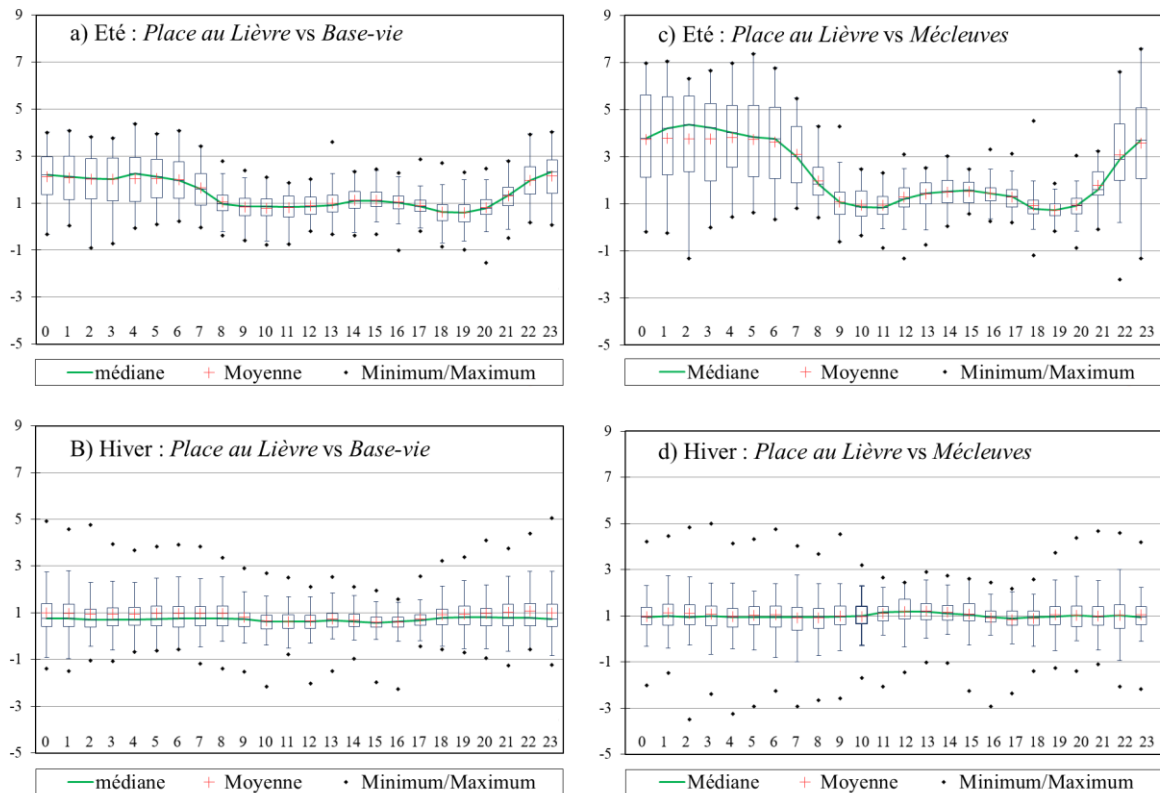 a) Eté : Place au Lièvre vs Base-vie
9
7
5
3
1
-1
-3
-5
0 1 2 3 4 5 6 7 8 9 10 11 12 13 14 15 16 17 18 19 20 21 22 23
médiane Moyenne Minimum/Maximum
c) Eté : Place au Lièvre vs Mécleuves
9
7
5
3
1
-1
-3
-5
0 1 2 3 4 5 6 7 8 9 10 11 12 13 14 15 16 17 18 19 20 21 22 23
Médiane Moyenne Minimum/Maximum
B) Hiver : Place au Lièvre vs Base-vie
9
7
5
3
1
-1
-3
-5
0 1 2 3 4 5 6 7 8 9 10 11 12 13 14 15 16 17 18 19 20 21 22 23
médiane Moyenne Minimum/Maximum
d) Hiver : Place au Lièvre vs Mécleuves
9
7
5
3
1
-1
-3
-5
0 1 2 3 4 5 6 7 8 9 10 11 12 13 14 15 16 17 18 19 20 21 22 23
Médiane Moyenne Minimum/Maximum